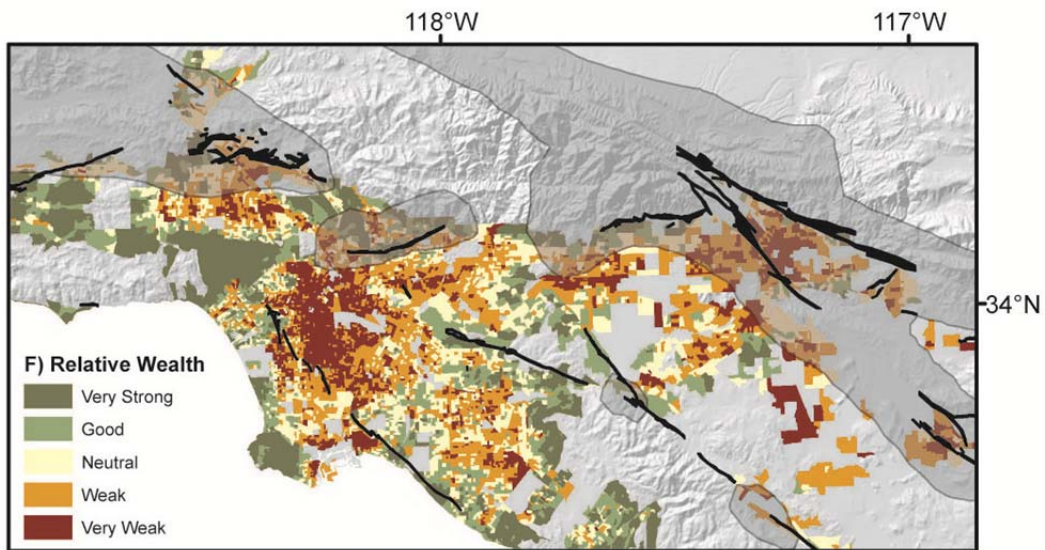 118°W
117°W
34°N
F) Relative Wealth
Very Strong
Good
Neutral
Weak
Very Weak